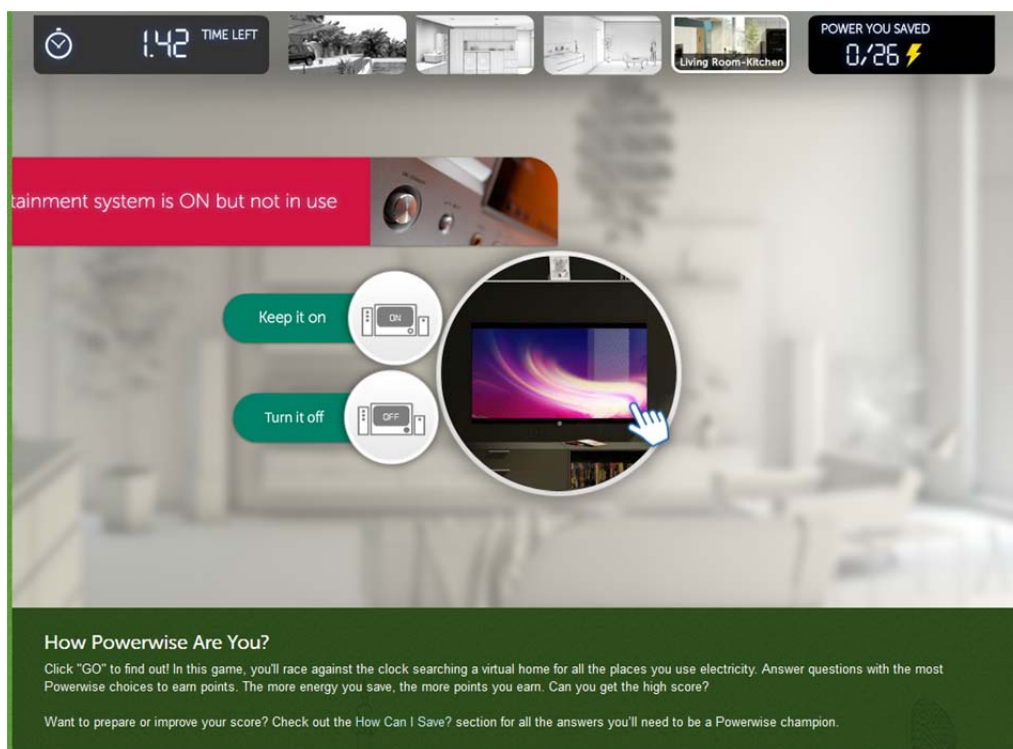 1.42 TIME LEFT
Living Room-Kitchen
POWER YOU SAVED
0/26
tainment system is ON but not in use
Keep it on
ON
Turn it off
OFF
How Powerwise Are You?
Click "GO" to find out! In this game, you'll race against the clock searching a virtual home for all the places you use electricity. Answer questions with the most
Powerwise choices to earn points. The more energy you save, the more points you earn. Can you get the high score?
Want to prepare or improve your score? Check out the How Can I Save? section for all the answers you'll need to be a Powerwise champion.